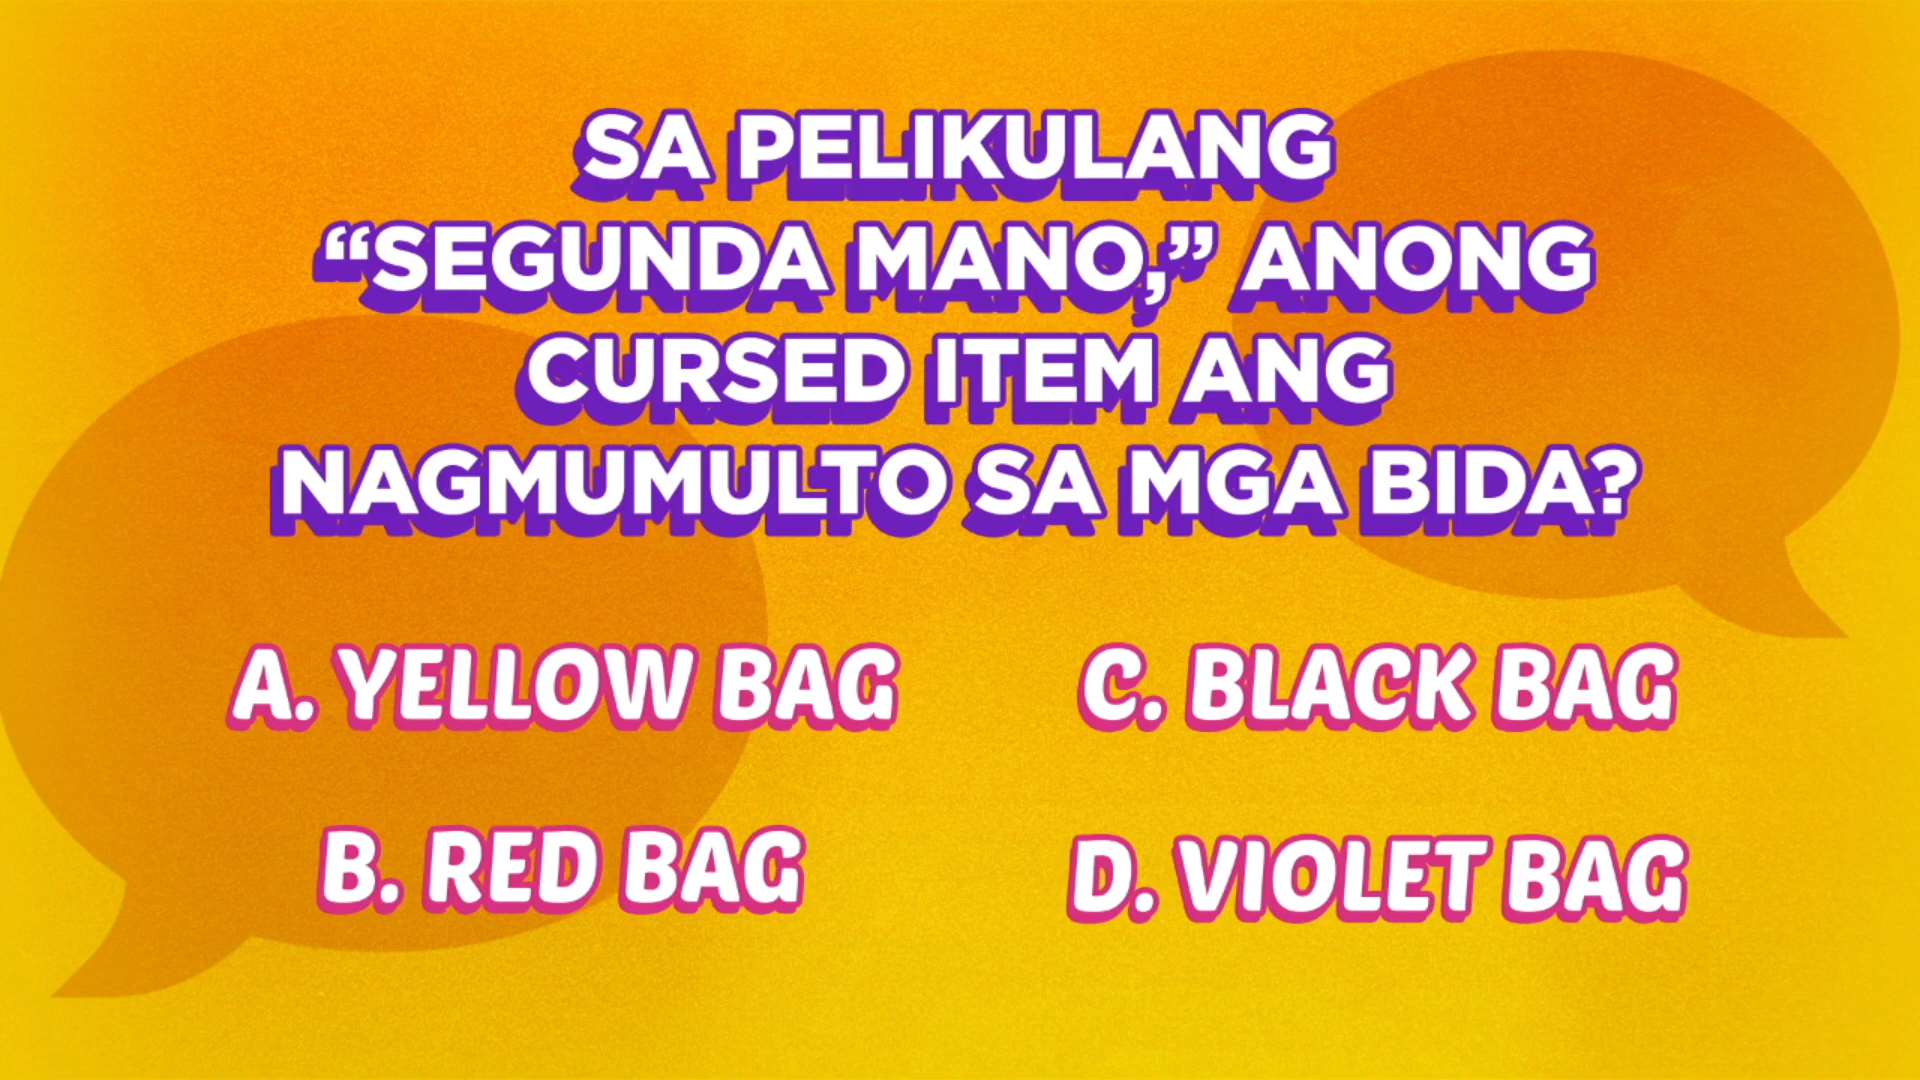 SA PELIKULANG
“SEGUNDA MANO,” ANONG
CURSED ITEM ANG
NAGMUMULTO SA MGA BIDA?
A. YELLOW BAG
B. RED BAG
C. BLACK BAG
D. VIOLET BAG